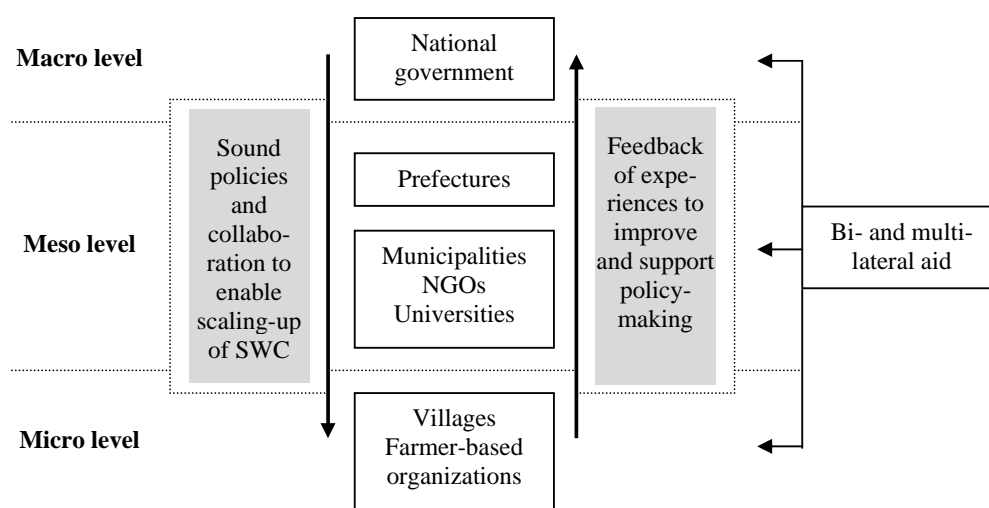 Macro level
National
government
Sound
policies
and
collabo-
ration to
enable
scaling-up
of SWC
Feedback
of expe-
riences to
improve
and support
policy-
making
Prefectures
Meso level
Municipalities
NGOs
Universities
Bi- and multi-
lateral aid
Micro level
Villages
Farmer-based
organizations